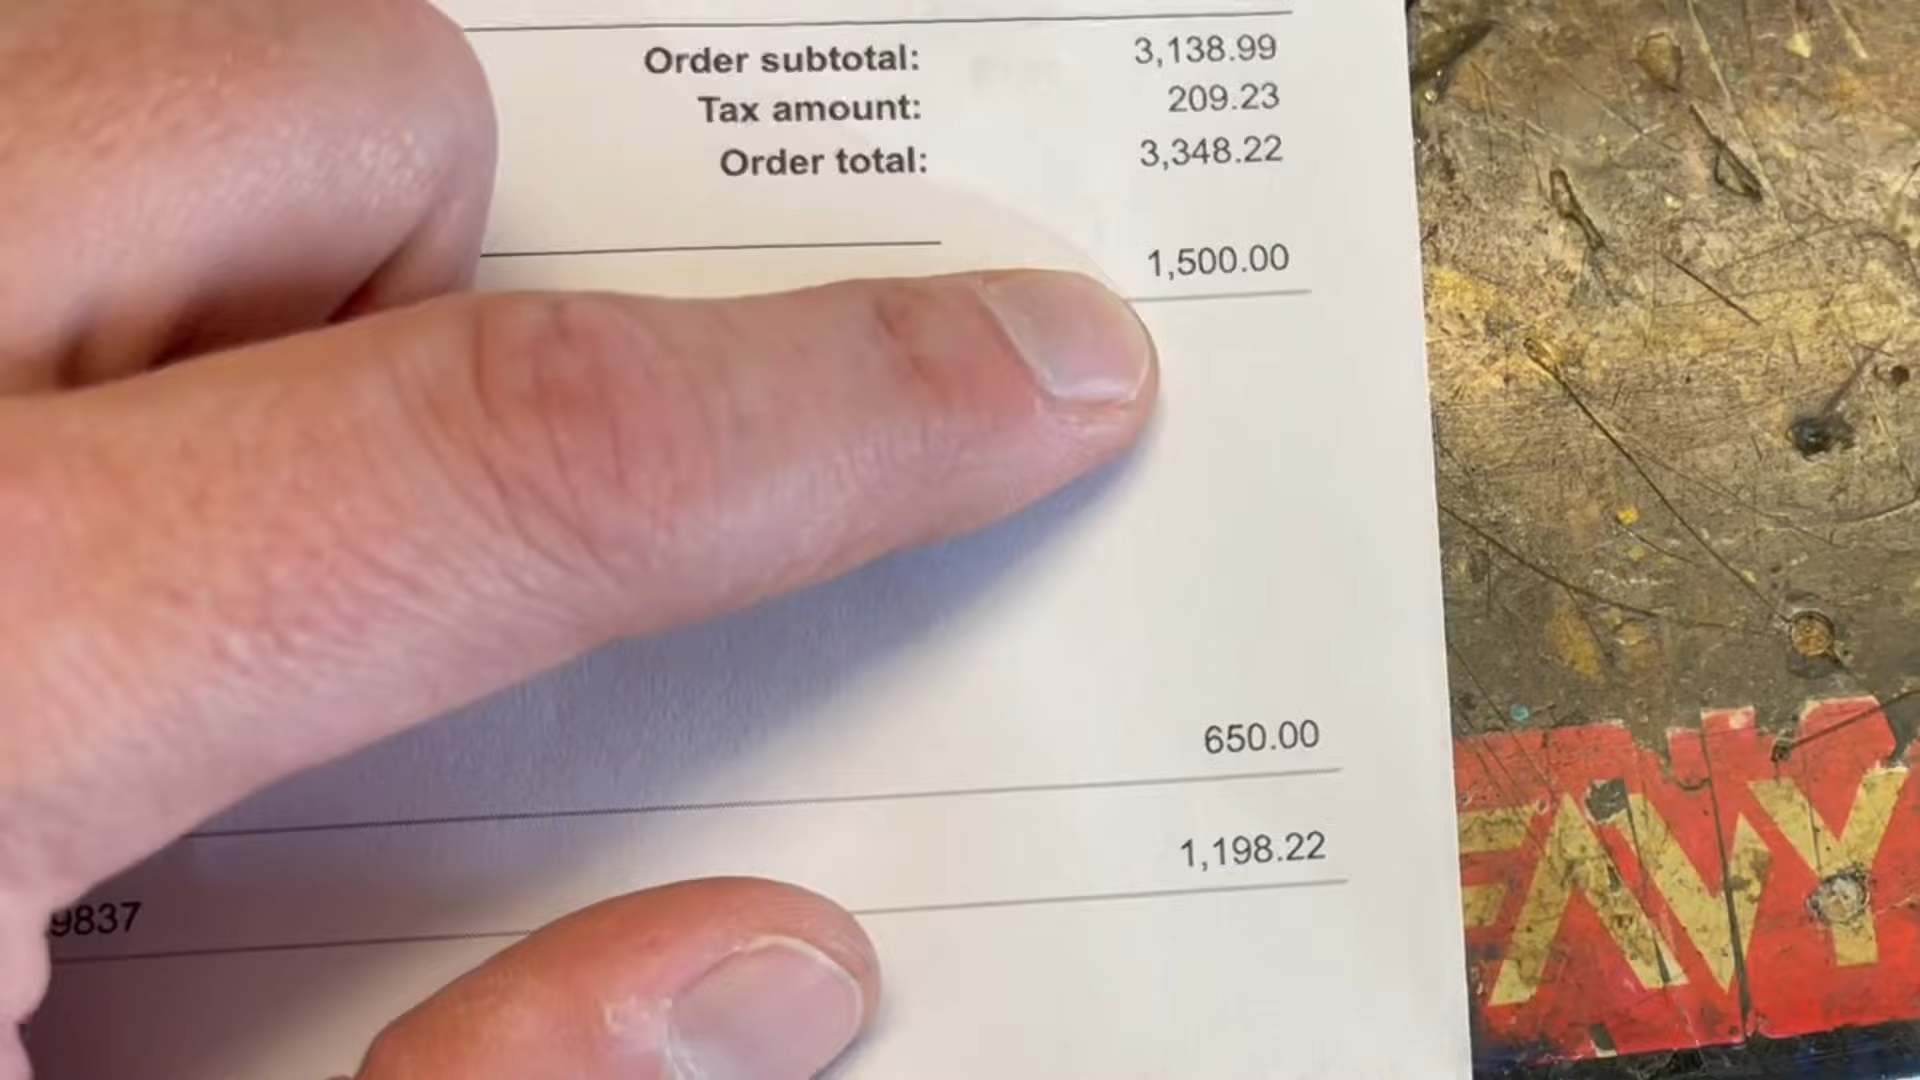 Order subtotal: 3,138.99
Tax amount: 209.23
Order total: 3,348.22
1,500.00
650.00
1,198.22
9837
EAVY